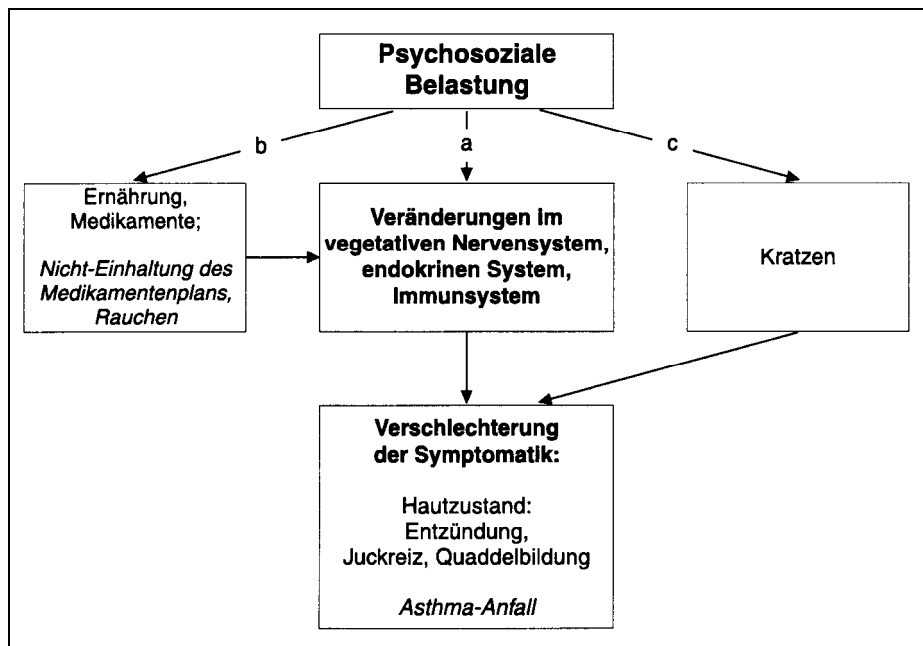 Psychosoziale
Belastung
b
a
c
Ernährung,
Medikamente;
Nicht-Einhaltung des
Medikamentenplans,
Rauchen
Veränderungen im
vegetativen Nervensystem,
endokrinen System,
Immunsystem
Kratzen
Verschlechterung
der Symptomatik:
Hautzustand:
Entzündung,
Juckreiz, Quaddelbildung
Asthma-Anfall